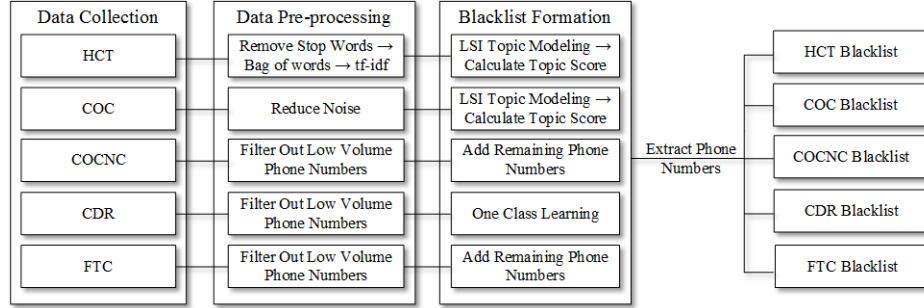 Data Collection
HCT
COC
COCNC
CDR
FTC
Data Pre-processing
Remove Stop Words →
Bag of words → tf-idf
Reduce Noise
Filter Out Low Volume
Phone Numbers
Filter Out Low Volume
Phone Numbers
Filter Out Low Volume
Phone Numbers
Blacklist Formation
LSI Topic Modeling →
Calculate Topic Score
LSI Topic Modeling →
Calculate Topic Score
Add Remaining Phone
Numbers
One Class Learning
Add Remaining Phone
Numbers
Extract Phone
Numbers
HCT Blacklist
COC Blacklist
COCNC Blacklist
CDR Blacklist
FTC Blacklist